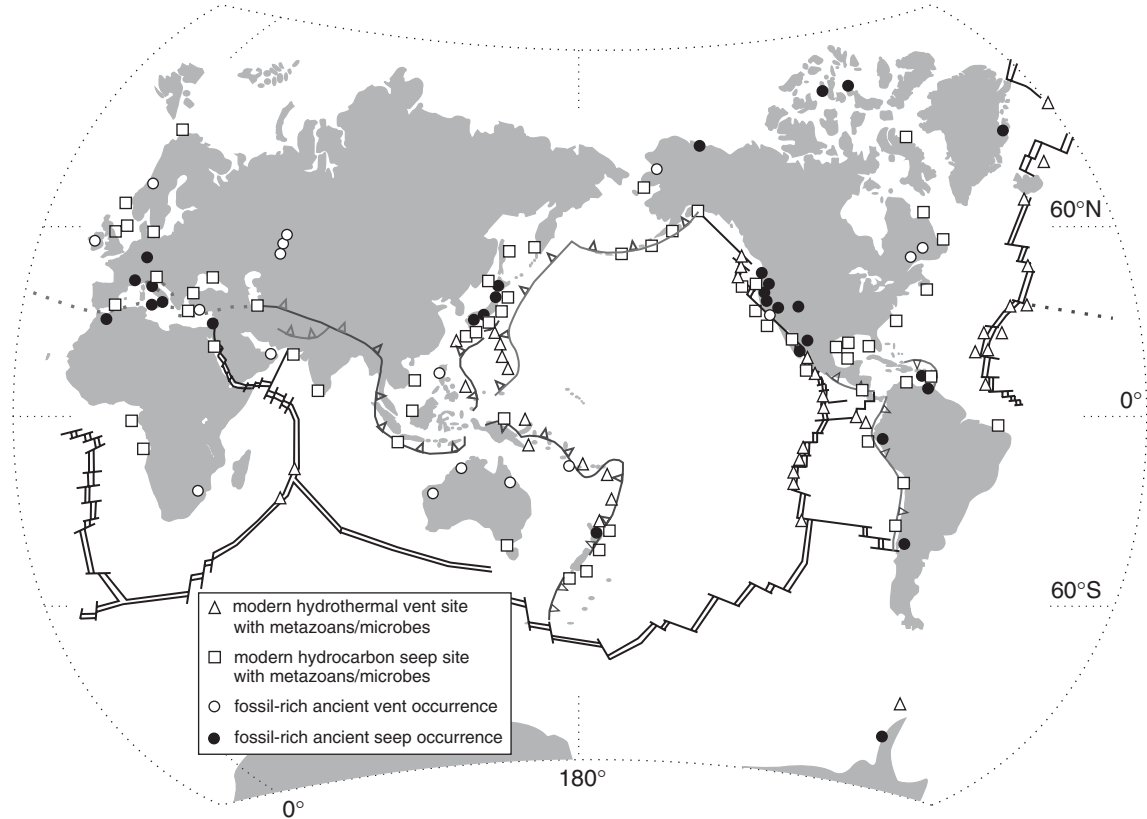 60°N
0°
60°S
modern hydrothermal vent site
with metazoans/microbes
modern hydrocarbon seep site
with metazoans/microbes
fossil-rich ancient vent occurrence
fossil-rich ancient seep occurrence
180°
0°